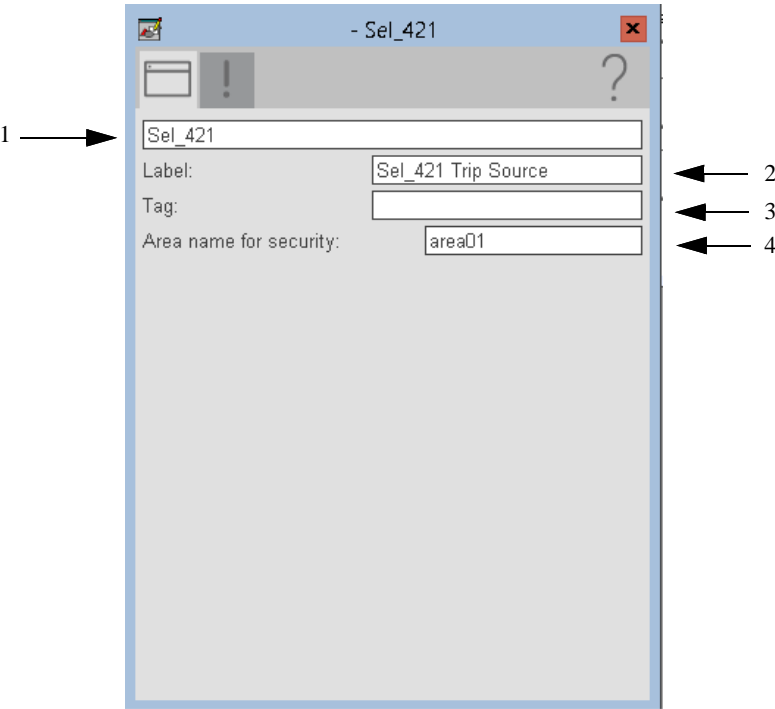 - Sel_421
1
Sel_421
Label: Sel_421 Trip Source 2
Tag: 3
Area name for security: area01 4